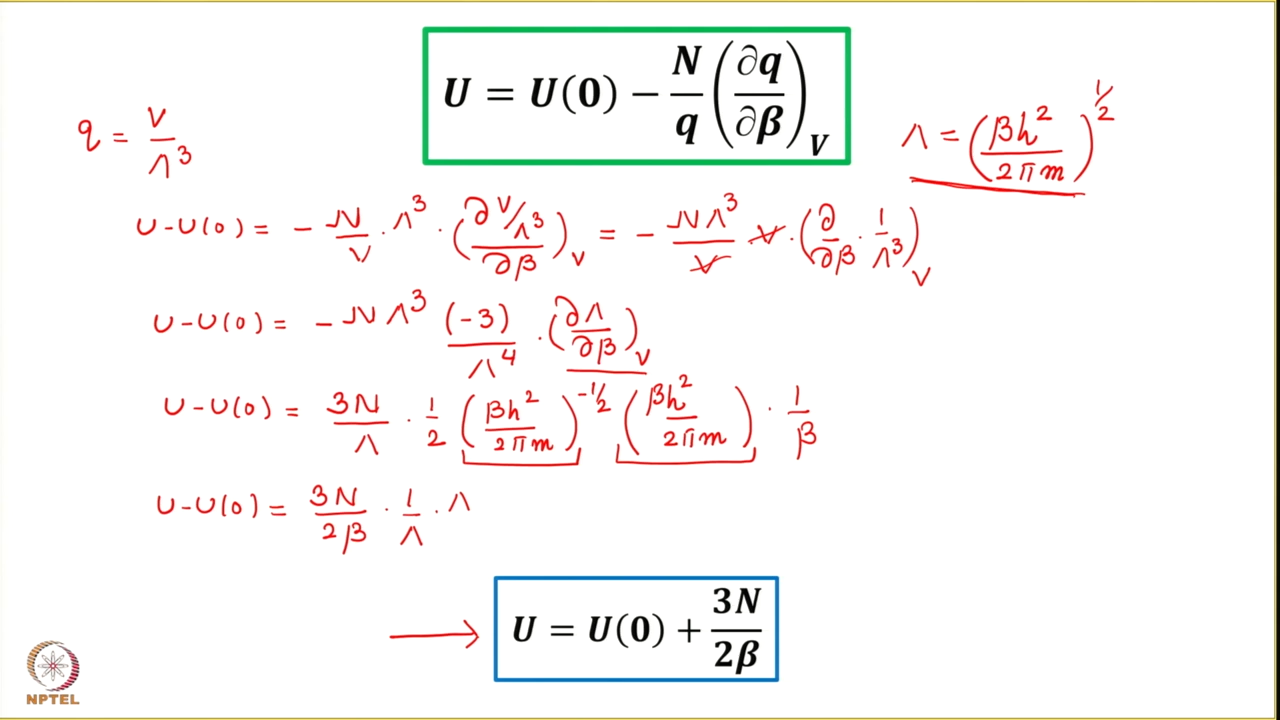 U = U(0) − N/q (∂q/∂β)_V
q = V/Λ³
Λ = (βh²/2πm)^1/2
U-U(0) = - N/V · Λ³ · (∂ V/Λ³ / ∂β)_V = - NΛ³/V V · (∂/∂β · 1/Λ³)_V
U-U(0) = - N Λ³ (-3)/Λ⁴ · (∂Λ/∂β)_V
U-U(0) = 3N/Λ · 1/2 (βh²/2πm)^-1/2 (βh²/2πm) · 1/β
U-U(0) = 3N/2β · 1/Λ · Λ
→ U = U(0) + 3N/2β
NPTEL